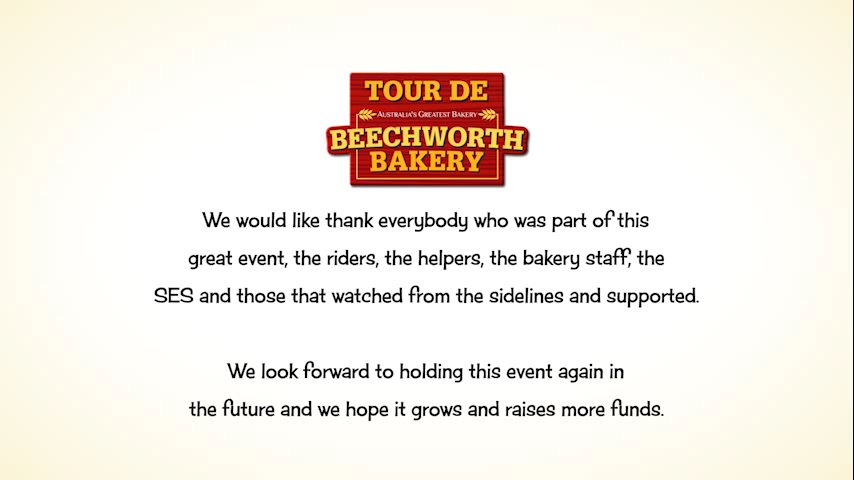 TOUR DE
AUSTRALIA'S GREATEST BAKERY
BEECHWORTH
BAKERY
We would like thank everybody who was part of this
great event, the riders, the helpers, the bakery staff, the
SES and those that watched from the sidelines and supported.
We look forward to holding this event again in
the future and we hope it grows and raises more funds.